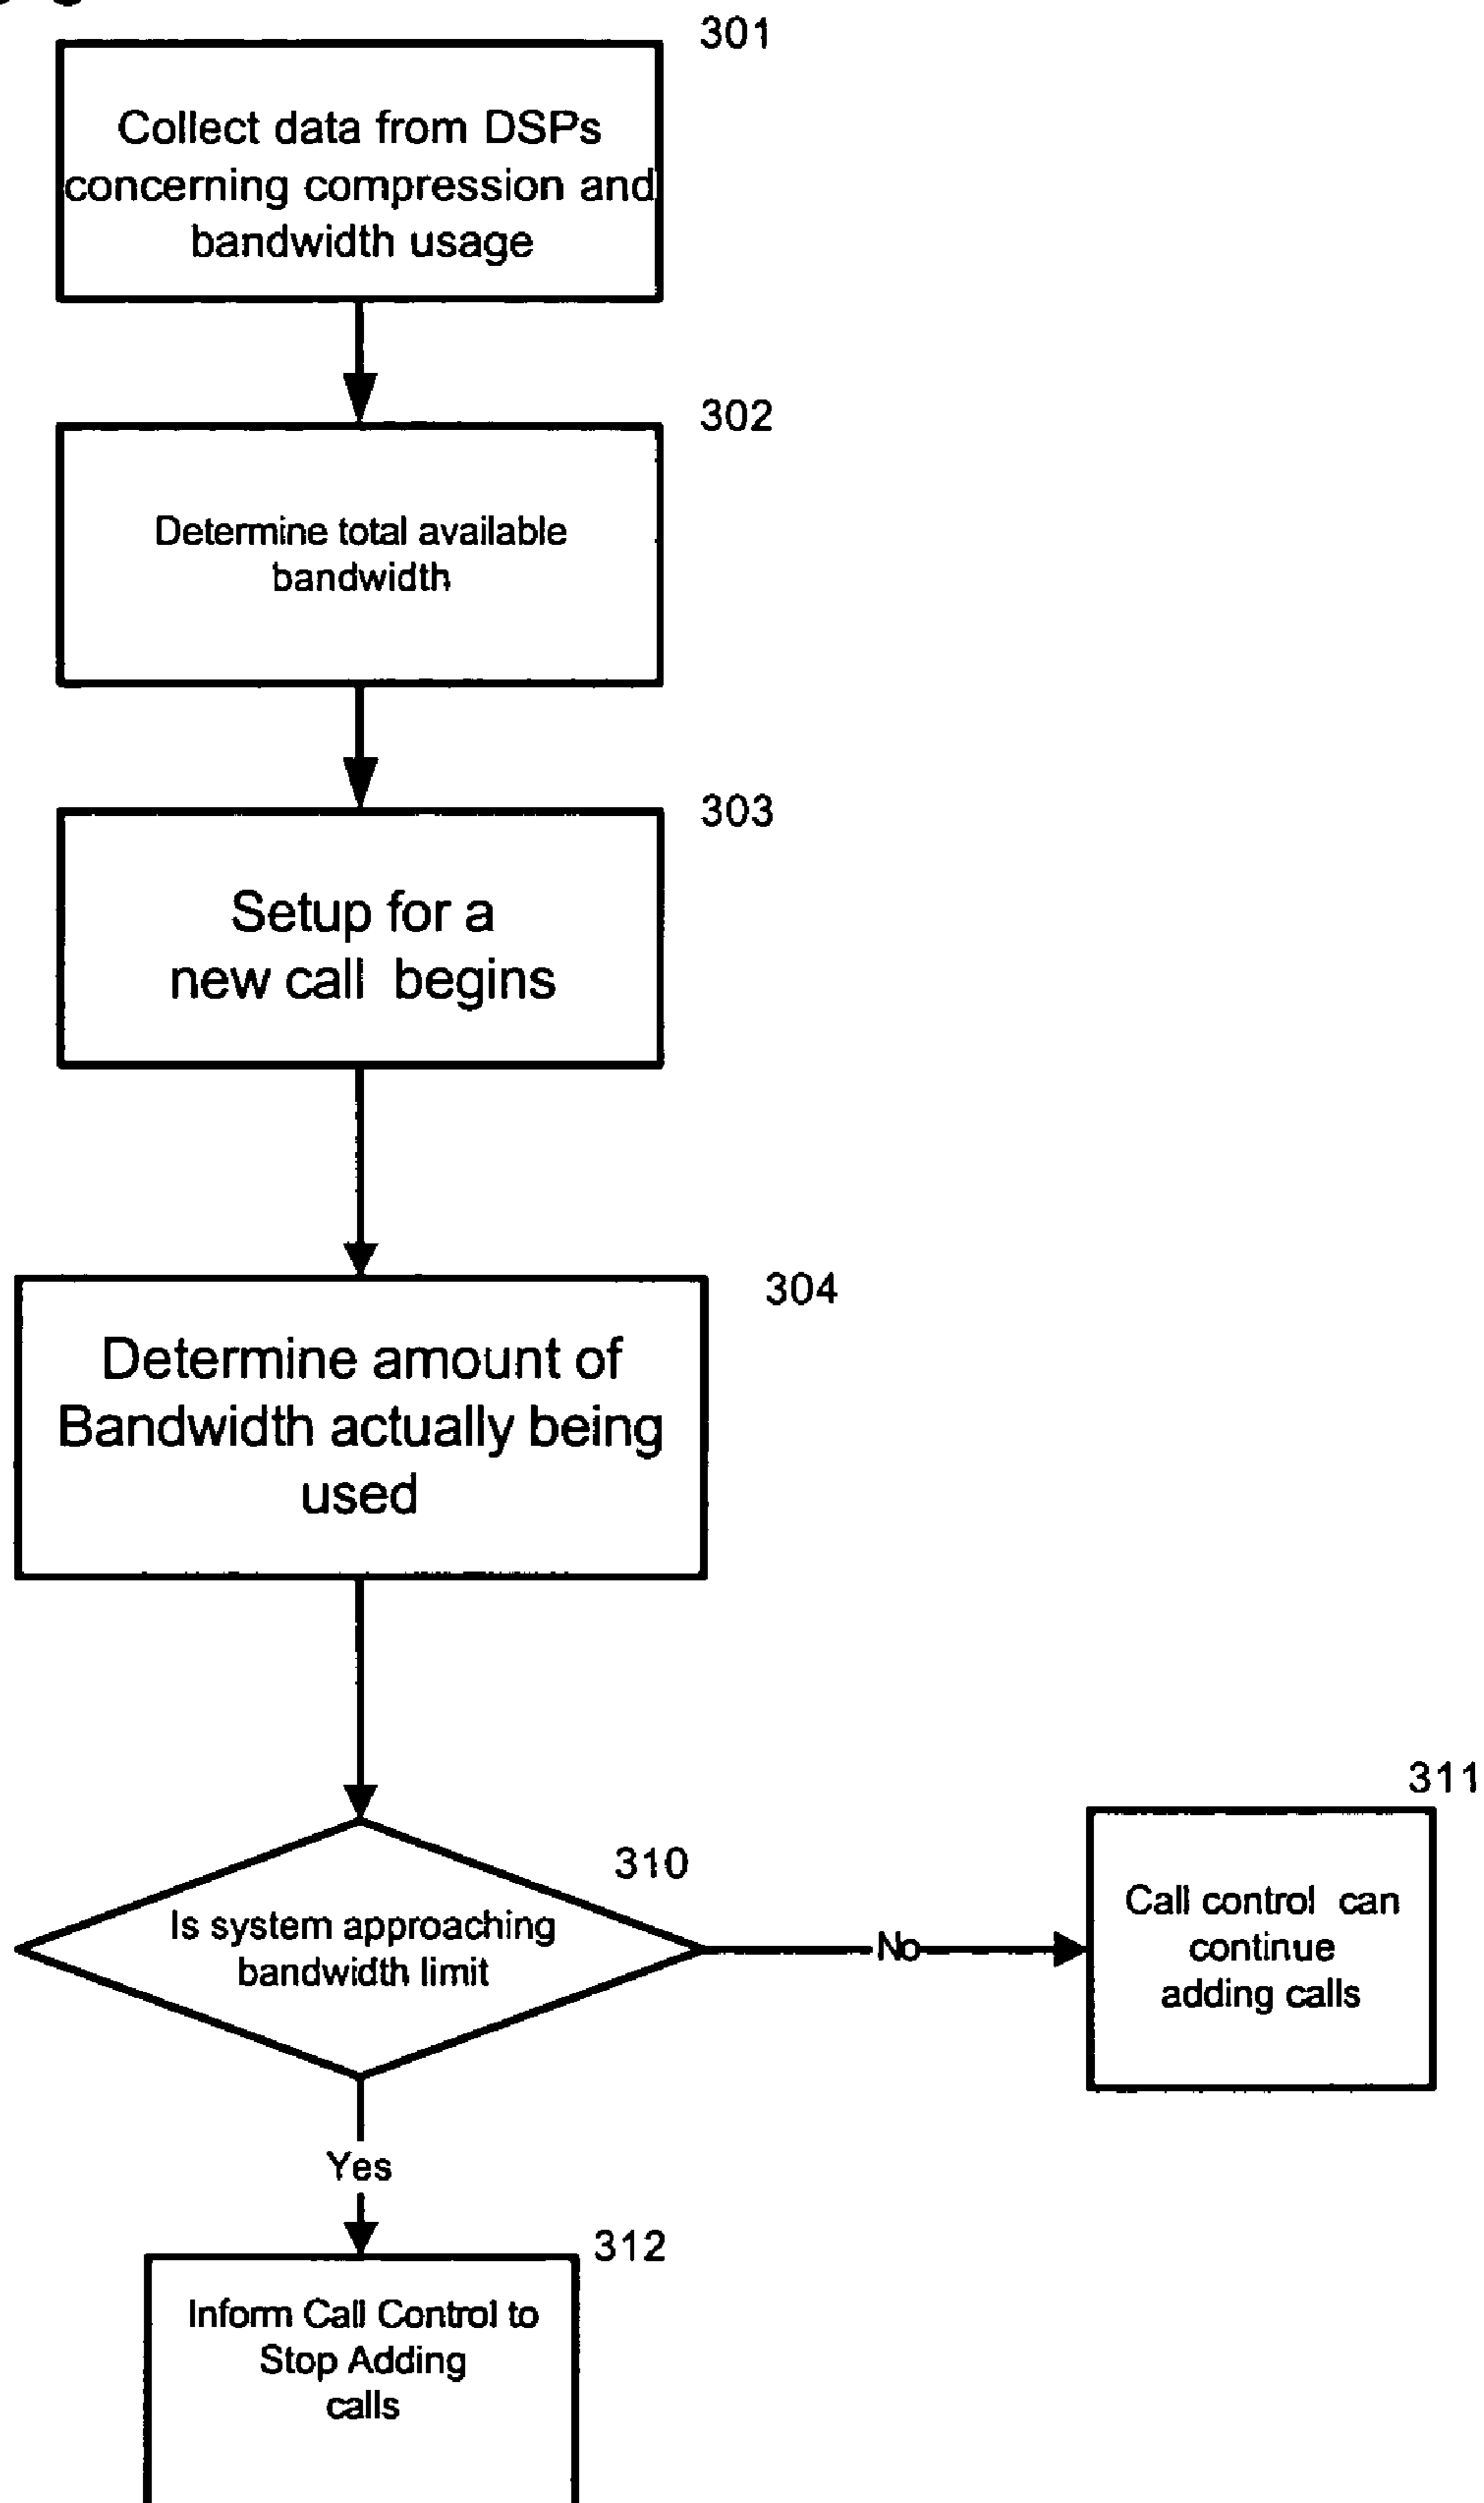 301
Collect data from DSPs
concerning compression and
bandwidth usage
302
Determine total available
bandwidth
303
Setup for a
new call begins
304
Determine amount of
Bandwidth actually being
used
310
Is system approaching
bandwidth limit
No
311
Call control can
continue
adding calls
Yes
312
Inform Call Control to
Stop Adding
calls